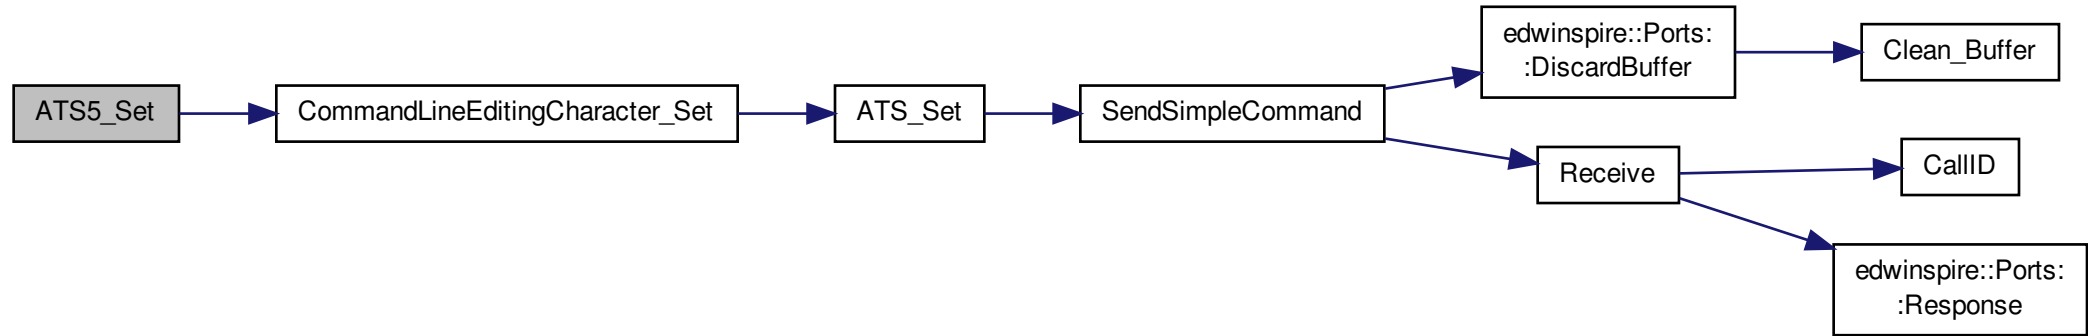 ATS5_Set
CommandLineEditingCharacter_Set
ATS_Set
SendSimpleCommand
edwinspire::Ports:
:DiscardBuffer
Clean_Buffer
Receive
CallID
edwinspire::Ports:
:Response